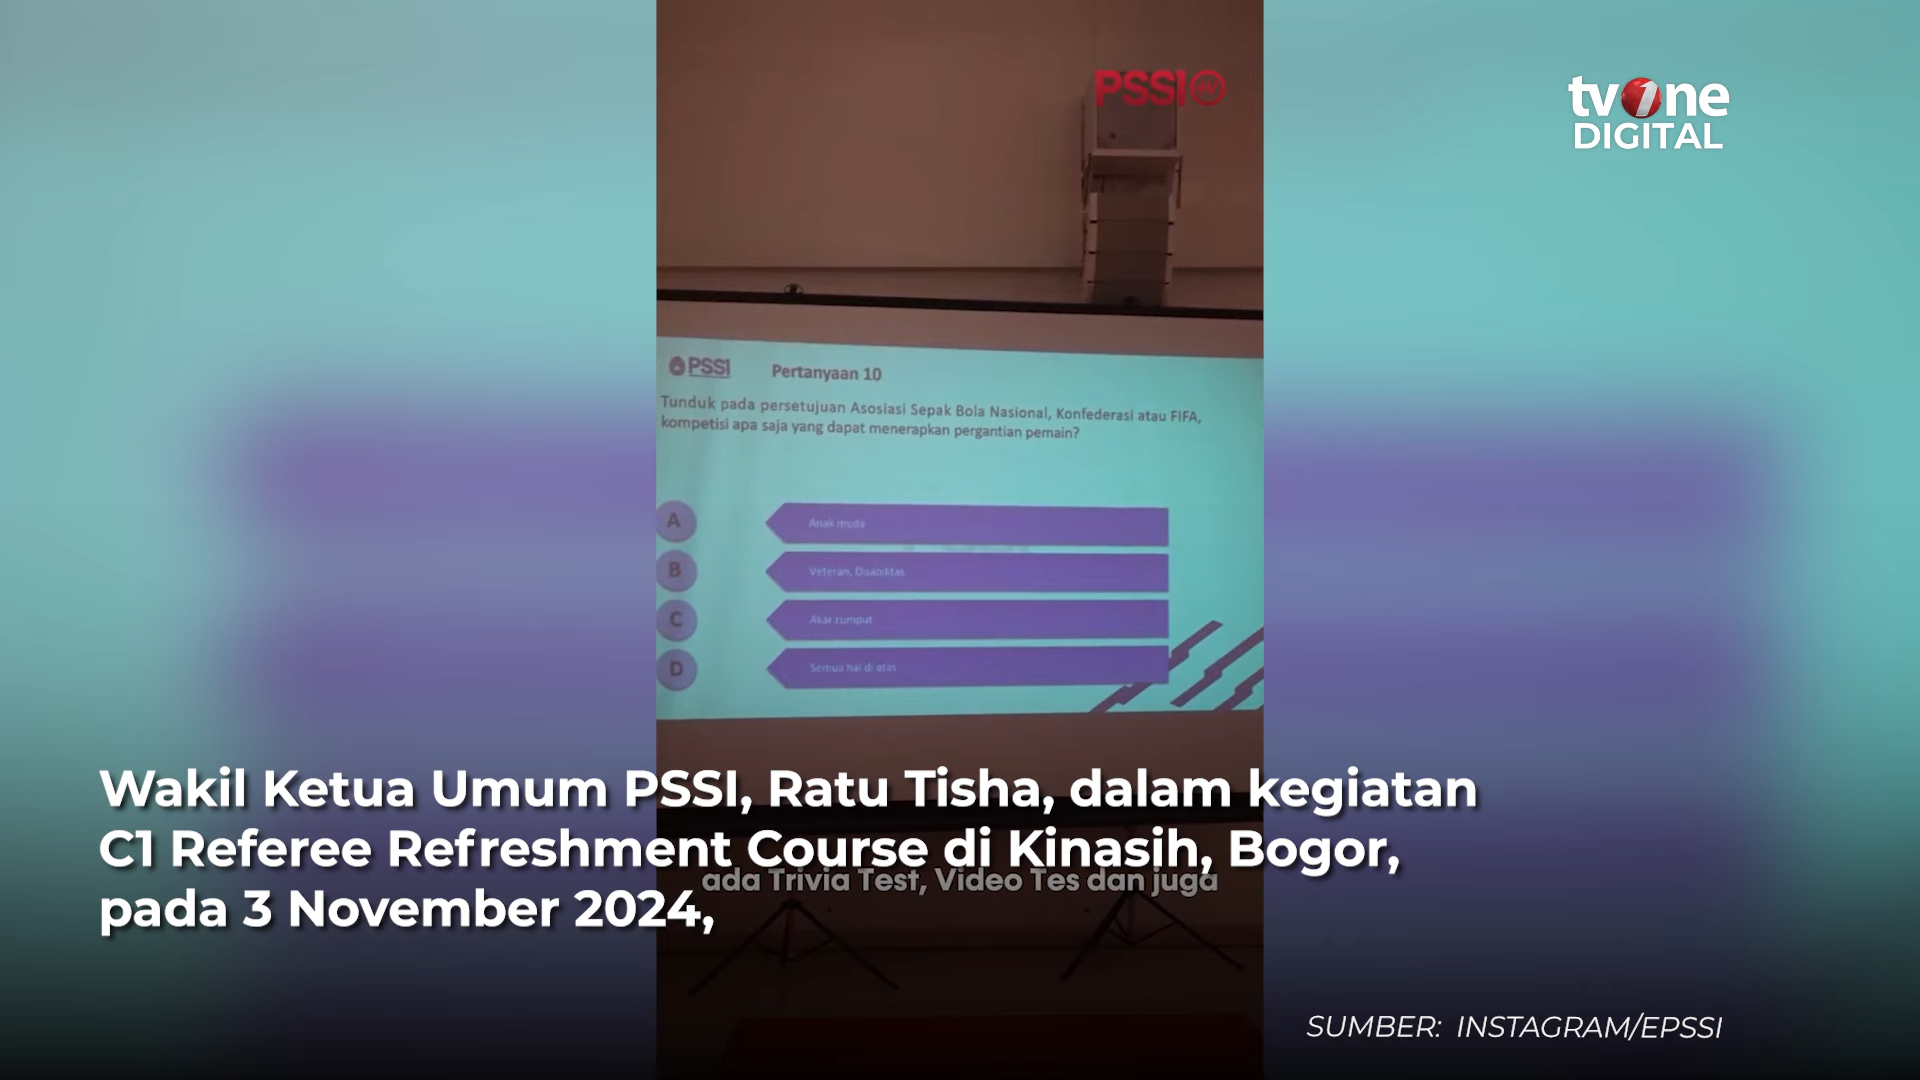 PSSI tv
tv1ne
DIGITAL
PSSI
Pertanyaan 10
Tunduk pada persetujuan Asosiasi Sepak Bola Nasional, Konfederasi atau FIFA,
kompetisi apa saja yang dapat menerapkan pergantian pemain?
A
Anak muda
B
Veteran, Disabilitas
C
Akar rumput
D
Semua hal di atas
Wakil Ketua Umum PSSI, Ratu Tisha, dalam kegiatan
C1 Referee Refreshment Course di Kinasih, Bogor,
ada Trivia Test, Video Tes dan juga
pada 3 November 2024,
SUMBER: INSTAGRAM/EPSSI